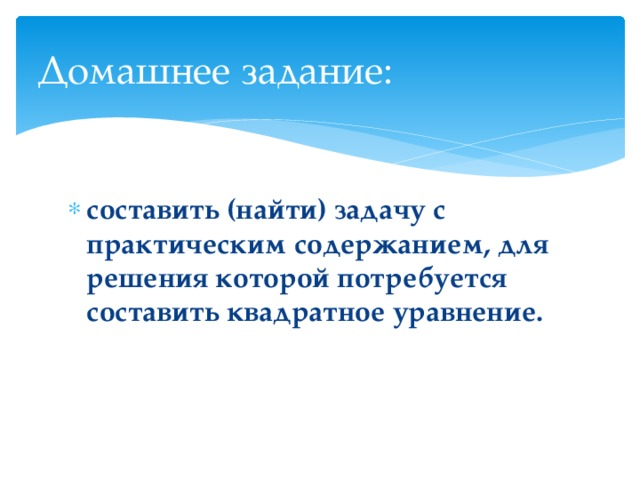 Домашнее задание:
* составить (найти) задачу с
практическим содержанием, для
решения которой потребуется
составить квадратное уравнение.